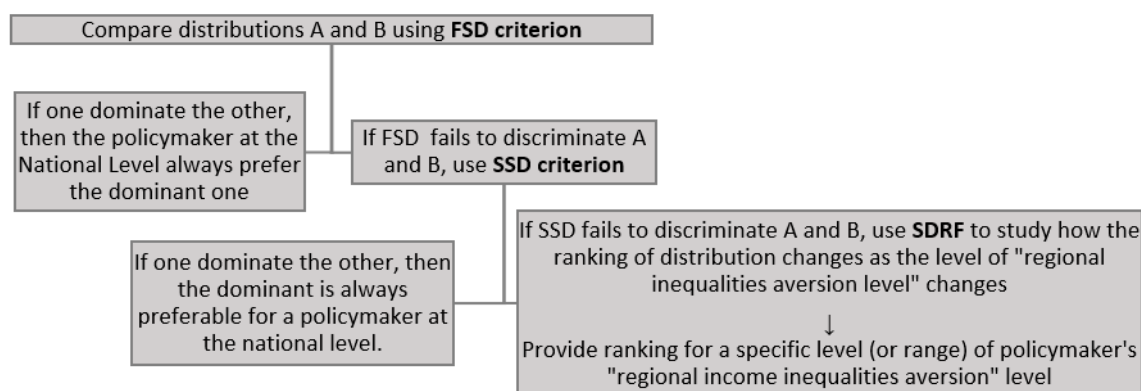 Compare distributions A and B using FSD criterion
If one dominate the other,
then the policymaker at the
National Level always prefer
the dominant one
If FSD fails to discriminate A
and B, use SSD criterion
If one dominate the other, then
the dominant is always
preferable for a policymaker at
the national level.
If SSD fails to discriminate A and B, use SDRF to study how the
ranking of distribution changes as the level of "regional
inequalities aversion level" changes
↓
Provide ranking for a specific level (or range) of policymaker's
"regional income inequalities aversion" level